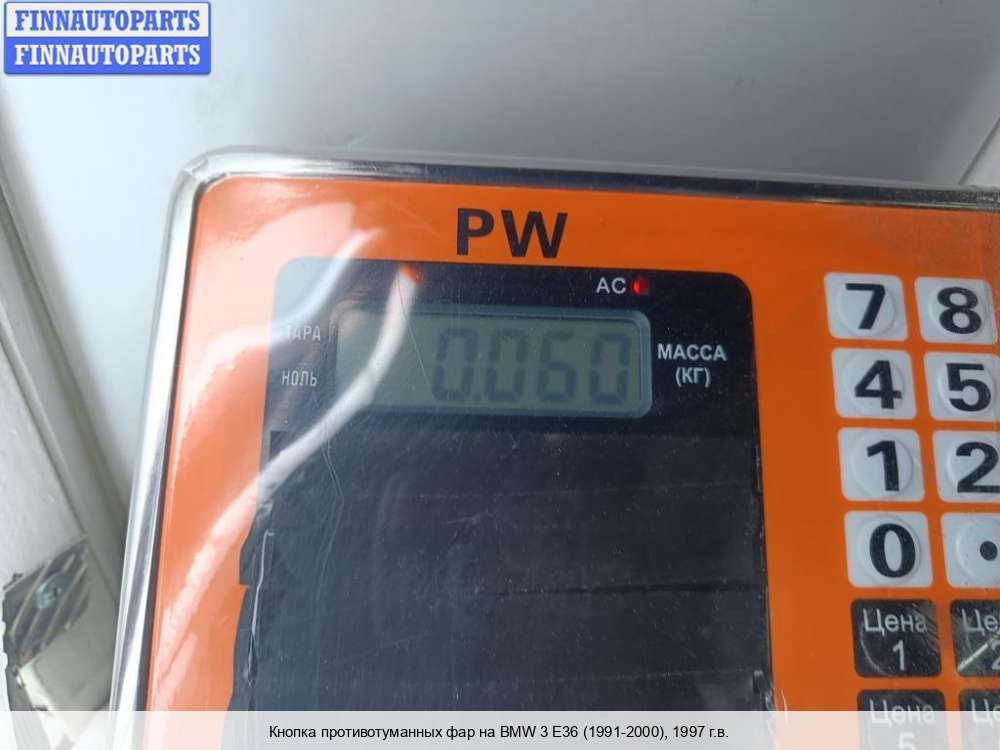 FINNAUTOPARTS
FINNAUTOPARTS
PW
AC
ТАРА
НОЛЬ
0.060
МАССА
(КГ)
7 8
4 5
1 2
0 .
Цена
1
Цена
5
Кнопка противотуманных фар на BMW 3 E36 (1991-2000), 1997 г.в.